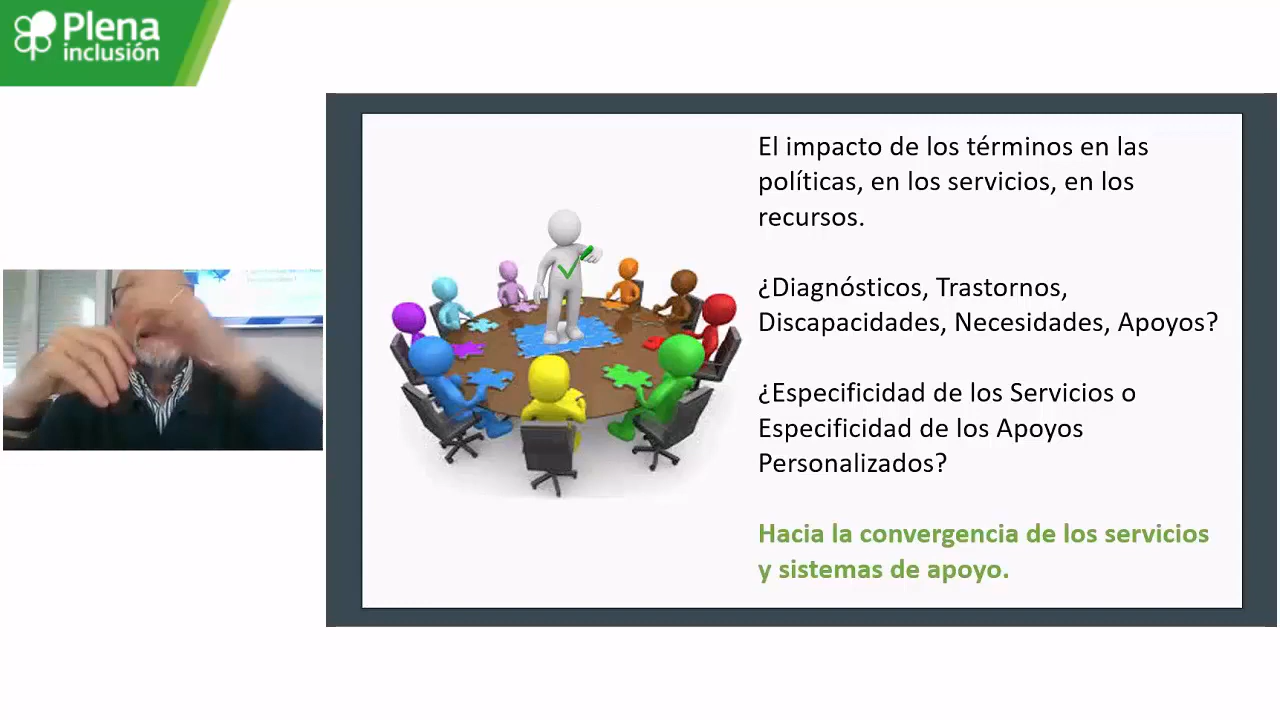 Plena
inclusión
El impacto de los términos en las
políticas, en los servicios, en los
recursos.
¿Diagnósticos, Trastornos,
Discapacidades, Necesidades, Apoyos?
¿Especificidad de los Servicios o
Especificidad de los Apoyos
Personalizados?
Hacia la convergencia de los servicios
y sistemas de apoyo.